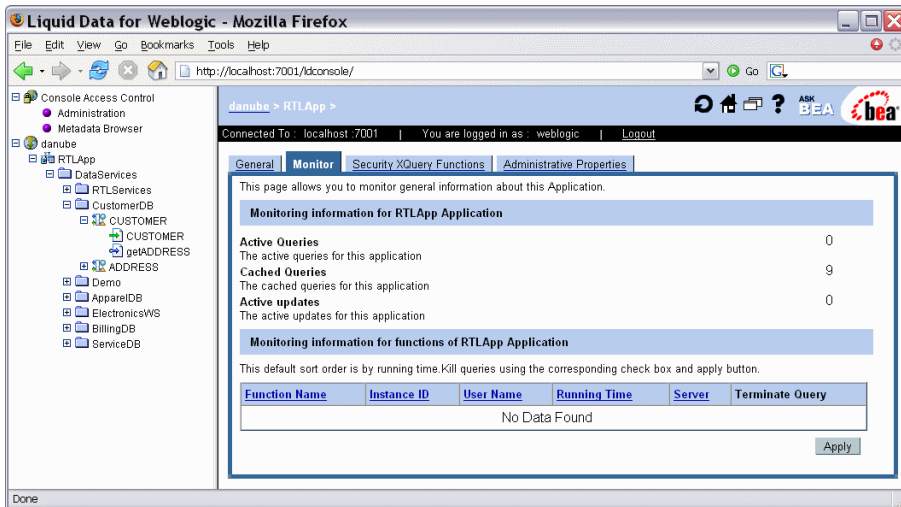 Liquid Data for Weblogic - Mozilla Firefox
File Edit View Go Bookmarks Tools Help
http://localhost:7001/ldconsole/ Go
Console Access Control
Administration
Metadata Browser
danube
RTLApp
DataServices
RTLServices
CustomerDB
CUSTOMER
CUSTOMER
getADDRESS
ADDRESS
Demo
ApparelDB
ElectronicsWS
BillingDB
ServiceDB
danube > RTLApp >
ASK BEA
bea
Connected To : localhost :7001 | You are logged in as : weblogic | Logout
General Monitor Security XQuery Functions Administrative Properties
This page allows you to monitor general information about this Application.
Monitoring information for RTLApp Application
Active Queries 0
The active queries for this application
Cached Queries 9
The cached queries for this application
Active updates 0
The active updates for this application
Monitoring information for functions of RTLApp Application
This default sort order is by running time.Kill queries using the corresponding check box and apply button.
Function Name Instance ID User Name Running Time Server Terminate Query
No Data Found
Apply
Done